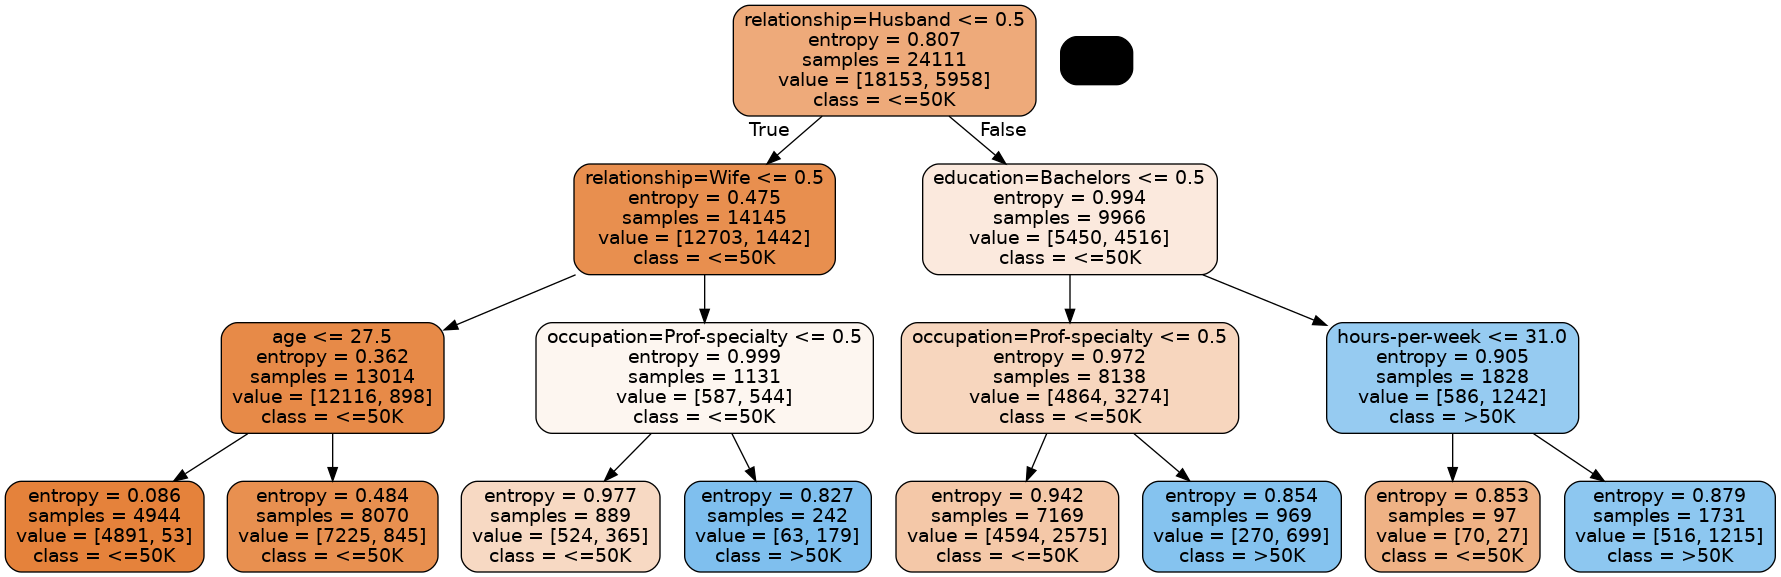 relationship=Husband <= 0.5
entropy = 0.807
samples = 24111
value = [18153, 5958]
class = <=50K
True
False
relationship=Wife <= 0.5
entropy = 0.475
samples = 14145
value = [12703, 1442]
class = <=50K
education=Bachelors <= 0.5
entropy = 0.994
samples = 9966
value = [5450, 4516]
class = <=50K
age <= 27.5
entropy = 0.362
samples = 13014
value = [12116, 898]
class = <=50K
occupation=Prof-specialty <= 0.5
entropy = 0.999
samples = 1131
value = [587, 544]
class = <=50K
occupation=Prof-specialty <= 0.5
entropy = 0.972
samples = 8138
value = [4864, 3274]
class = <=50K
hours-per-week <= 31.0
entropy = 0.905
samples = 1828
value = [586, 1242]
class = >50K
entropy = 0.086
samples = 4944
value = [4891, 53]
class = <=50K
entropy = 0.484
samples = 8070
value = [7225, 845]
class = <=50K
entropy = 0.977
samples = 889
value = [524, 365]
class = <=50K
entropy = 0.827
samples = 242
value = [63, 179]
class = >50K
entropy = 0.942
samples = 7169
value = [4594, 2575]
class = <=50K
entropy = 0.854
samples = 969
value = [270, 699]
class = >50K
entropy = 0.853
samples = 97
value = [70, 27]
class = <=50K
entropy = 0.879
samples = 1731
value = [516, 1215]
class = >50K